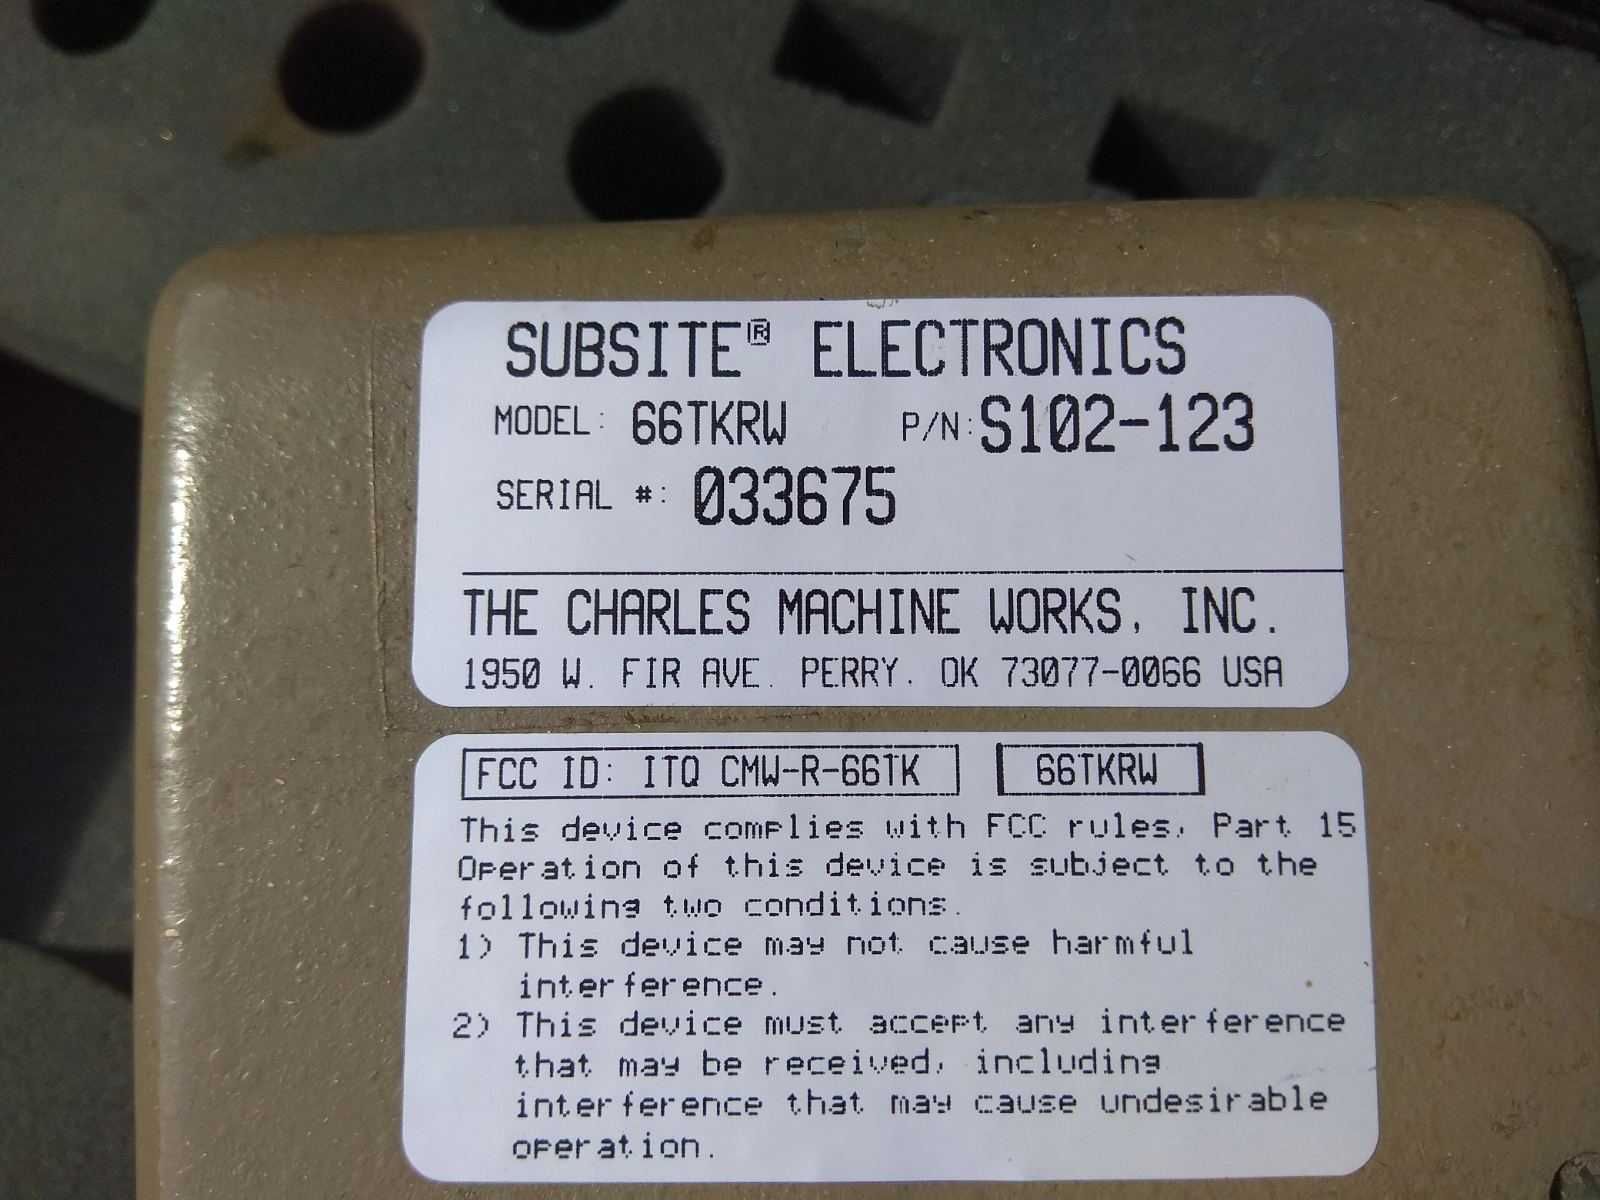 SUBSITE® ELECTRONICS
MODEL: 66TKRW P/N: S102-123
SERIAL #: 033675
THE CHARLES MACHINE WORKS, INC.
1950 W. FIR AVE. PERRY. OK 73077-0066 USA
FCC ID: ITQ CMW-R-66TK 66TKRW
This device complies with FCC rules, Part 15
Operation of this device is subject to the
following two conditions.
1) This device may not cause harmful
interference.
2) This device must accept any interference
that may be received, including
interference that may cause undesirable
operation.